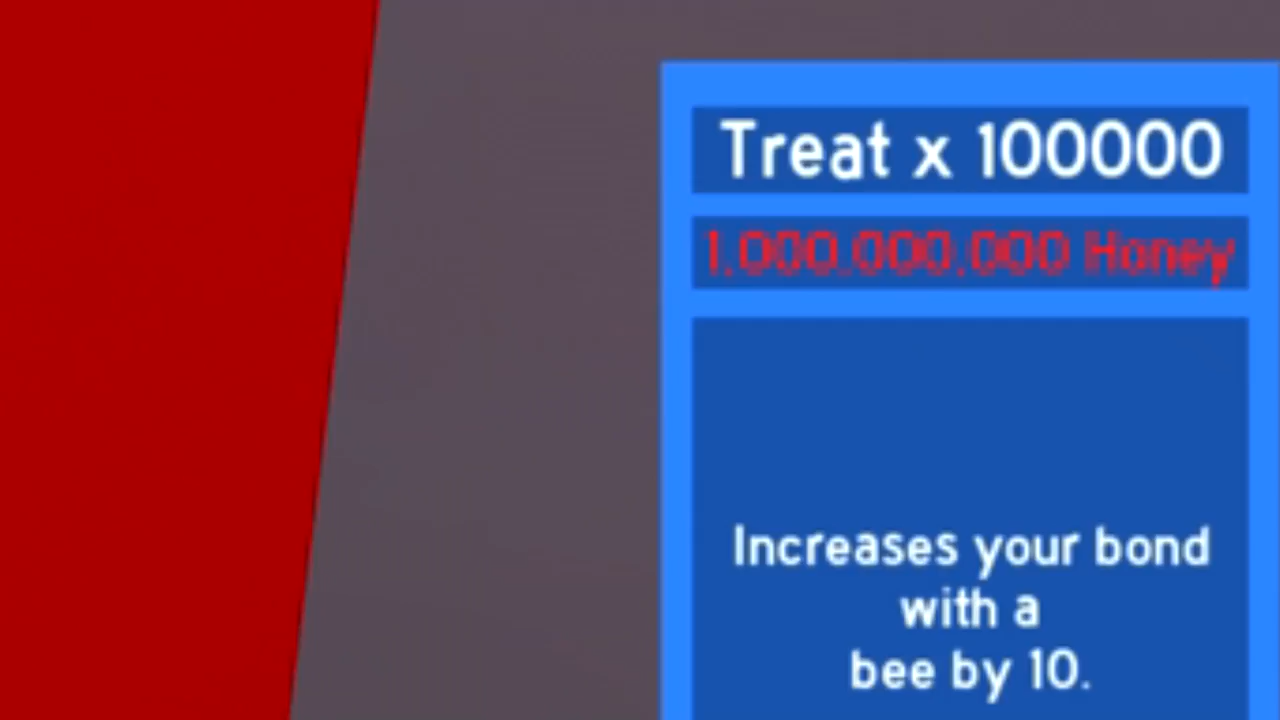 Treat x 100000
1,000,000,000 Honey
Increases your bond
with a
bee by 10.